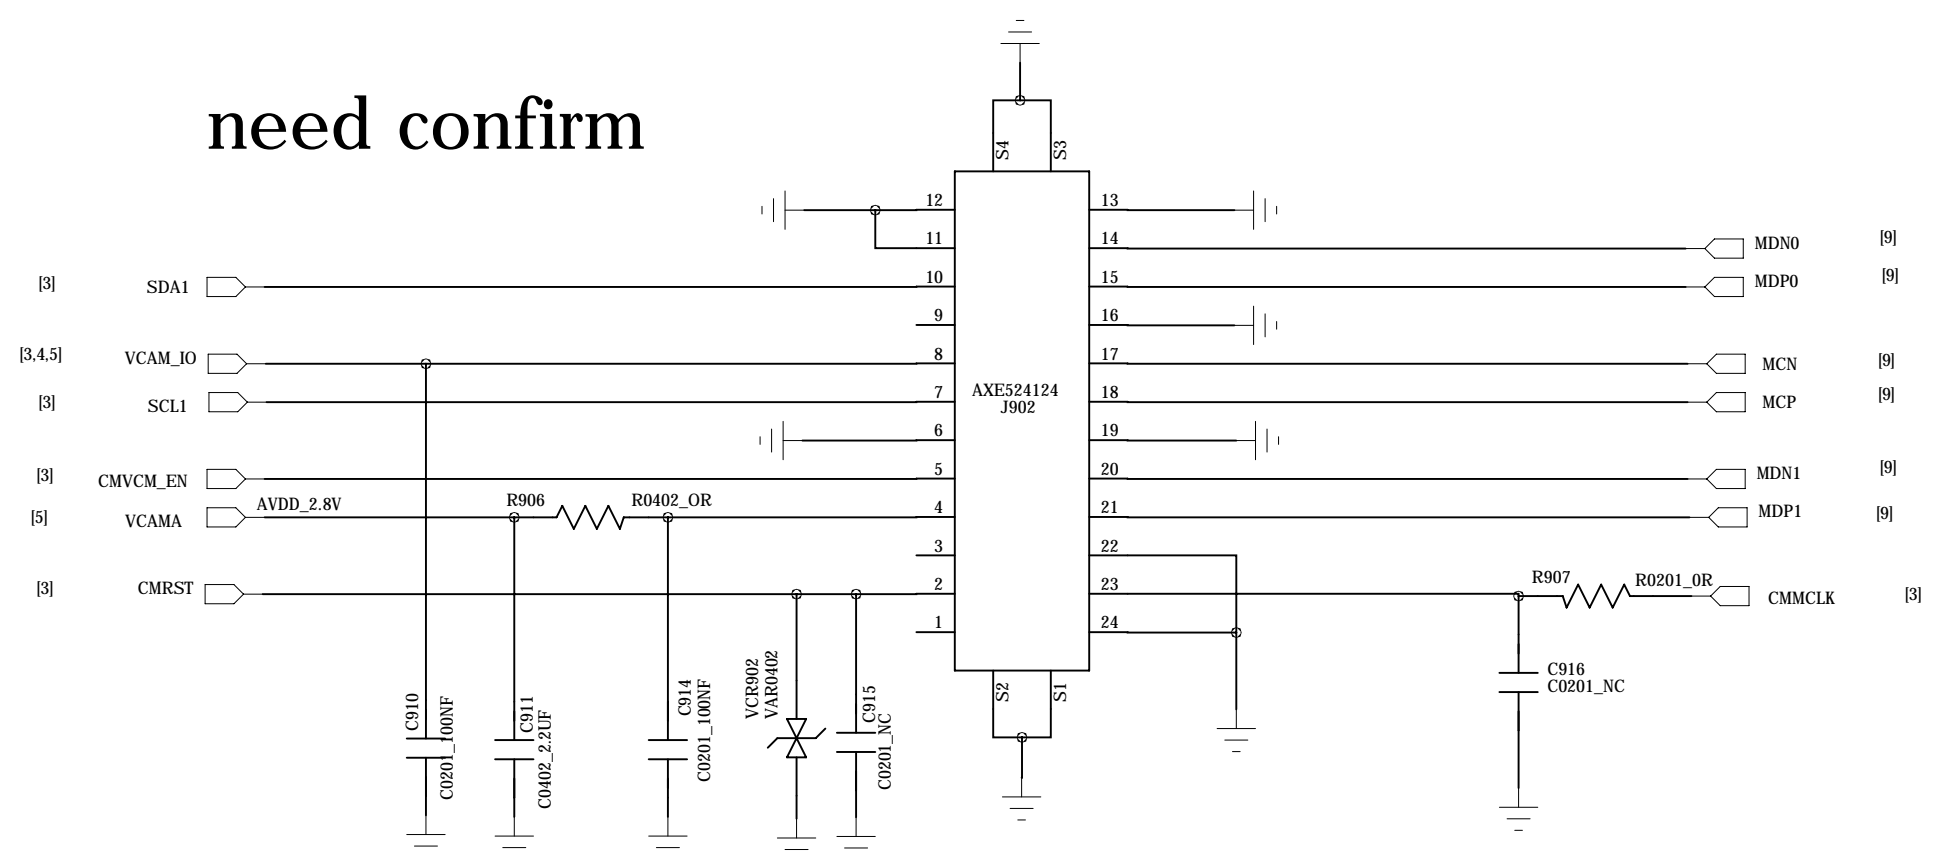 need confirm
S4
S3
12
13
11
14
MDN0
[9]
[3]
SDA1
10
15
MDP0
[9]
9
16
[3,4,5]
VCAM_IO
8
17
MCN
[9]
AXE524124
J902
[3]
SCL1
7
18
MCP
[9]
6
19
[3]
CMVCM_EN
5
20
MDN1
[9]
[5]
VCAMA
AVDD_2.8V
R906
R0402_OR
4
21
MDP1
[9]
3
22
[3]
CMRST
2
23
R907
R0201_0R
CMMCLK
[3]
1
24
S2
S1
C910
C0201_100NF
C911
C0402_2.2UF
C914
C0201_100NF
VCR902
VAR0402
C915
C0201_NC
C916
C0201_NC